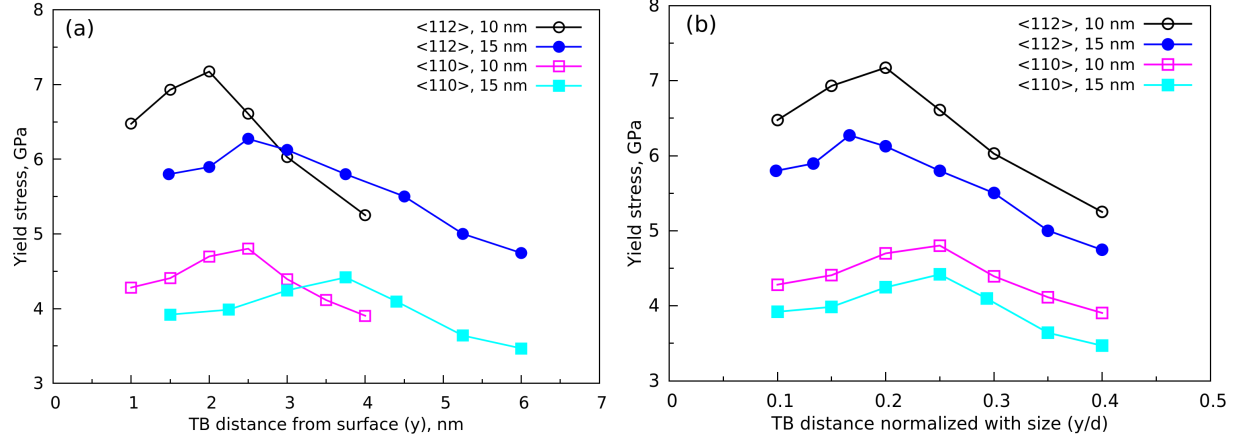 (a)
<112>, 10 nm
<112>, 15 nm
<110>, 10 nm
<110>, 15 nm
8
7
6
5
4
3
Yield stress, GPa
0 1 2 3 4 5 6 7
TB distance from surface (y), nm
(b)
<112>, 10 nm
<112>, 15 nm
<110>, 10 nm
<110>, 15 nm
8
7
6
5
4
3
Yield stress, GPa
0 0.1 0.2 0.3 0.4 0.5
TB distance normalized with size (y/d)